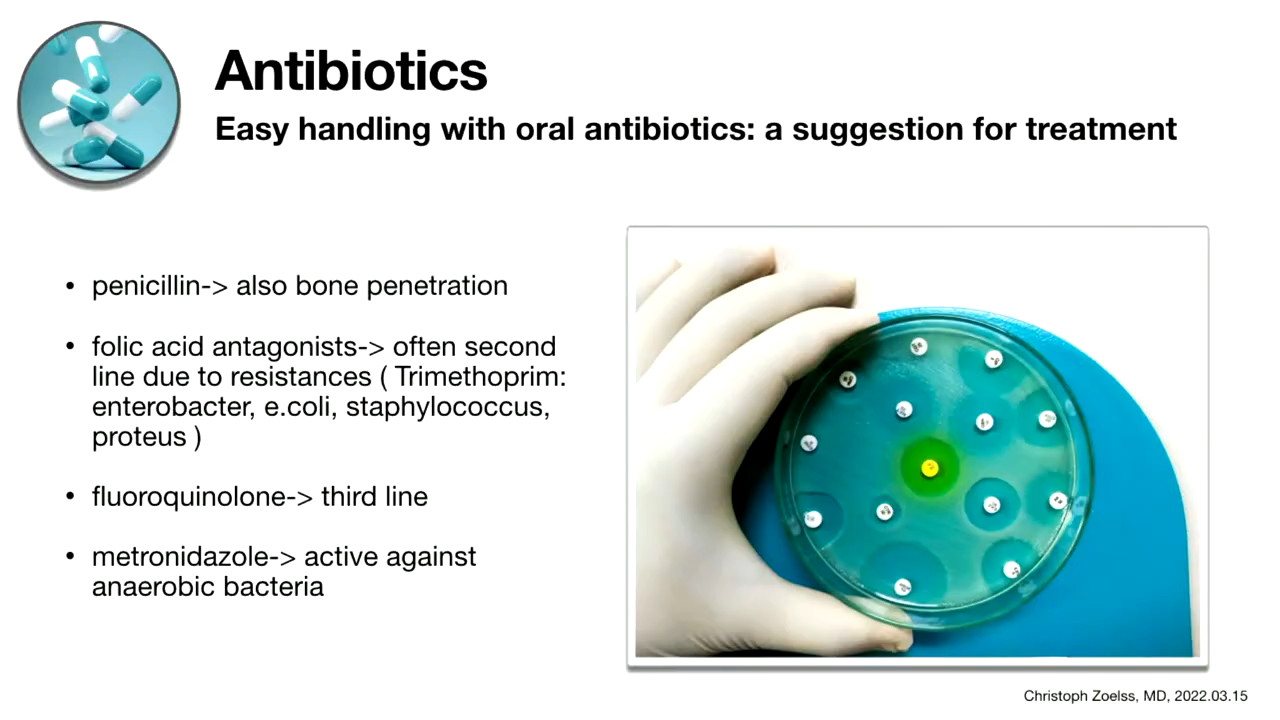 Antibiotics
Easy handling with oral antibiotics: a suggestion for treatment
• penicillin-> also bone penetration
• folic acid antagonists-> often second
line due to resistances ( Trimethoprim:
enterobacter, e.coli, staphylococcus,
proteus )
• fluoroquinolone-> third line
• metronidazole-> active against
anaerobic bacteria
Christoph Zoelss, MD, 2022.03.15